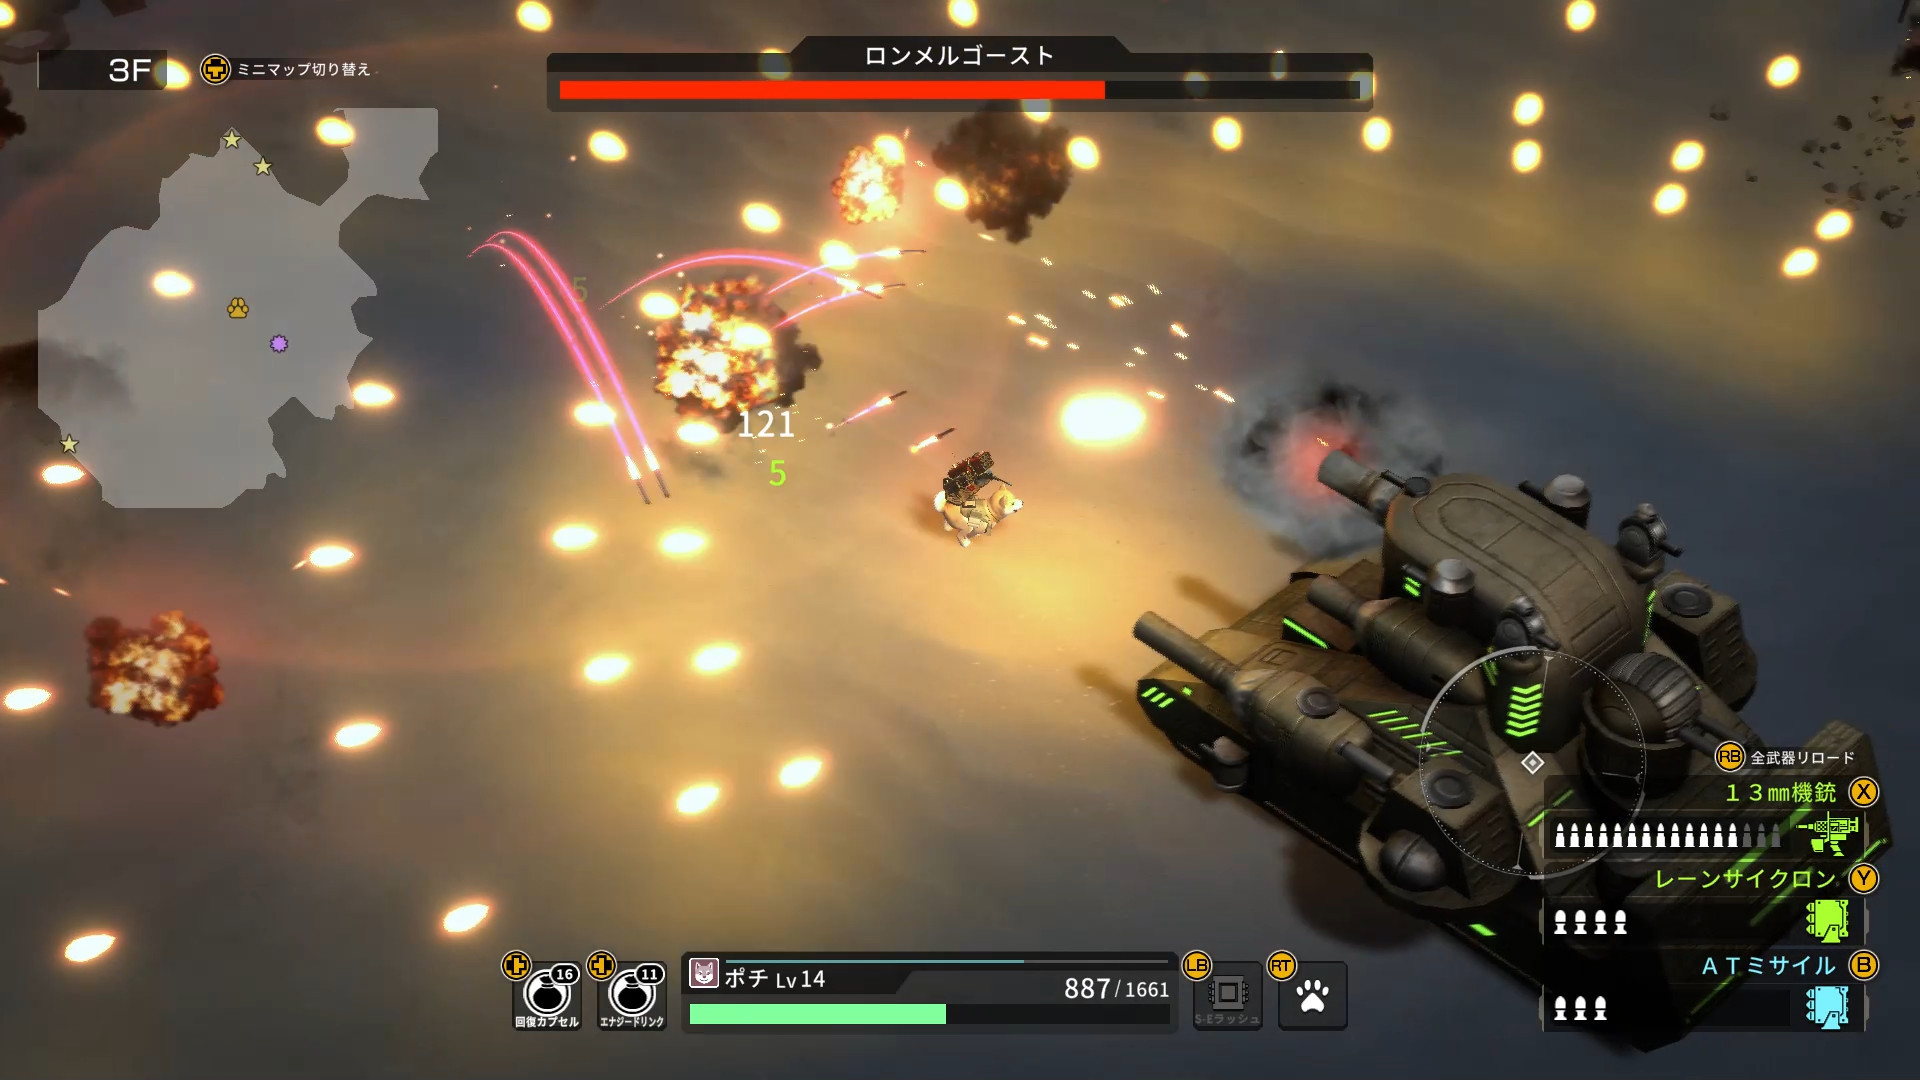 3F
ミニマップ切り替え
ロンメルゴースト
5
121
5
RB 全武器リロード
13㎜機銃 X
レーンサイクロン Y
ATミサイル B
16
回復カプセル
11
エナジードリンク
ポチ Lv14
887/1661
LB
S-Eラッシュ
RT